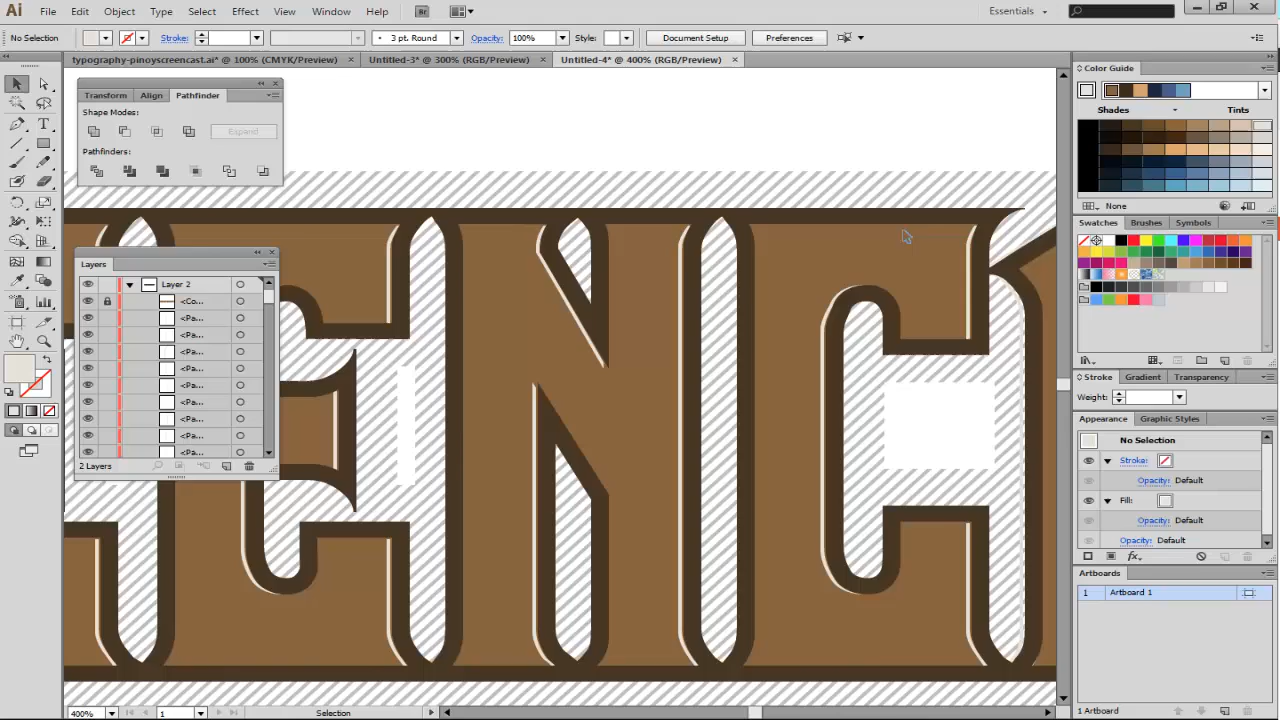 Ai File Edit Object Type Select Effect View Window Help Br Essentials
No Selection Stroke: 3 pt. Round Opacity: 100% Style: Document Setup Preferences
typography-pinoyscreencast.ai* @ 100% (CMYK/Preview) × Untitled-3* @ 300% (RGB/Preview) × Untitled-4* @ 400% (RGB/Preview) ×
Transform Align Pathfinder
Shape Modes:
Expand
Pathfinders:
Layers
Layer 2
<Co...
<Pa...
<Pa...
<Pa...
<Pa...
<Pa...
<Pa...
<Pa...
<Pa...
<Pa...
2 Layers
ENC
Color Guide
Shades Tints
None
Swatches Brushes Symbols
Stroke Gradient Transparency
Weight:
Appearance Graphic Styles
No Selection
Stroke:
Opacity: Default
Fill:
Opacity: Default
Opacity: Default
Artboards
1 Artboard 1
1 Artboard
400% 1 Selection